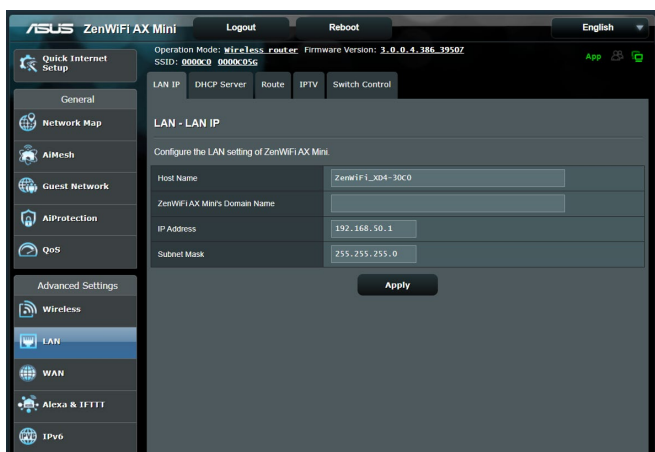 ASUS ZenWiFi AX Mini Logout Reboot English
Operation Mode: Wireless router Firmware Version: 3.0.0.4.386_39507
SSID: 0000C0 0000C05G
App
Quick Internet
Setup
General
Network Map
AiMesh
Guest Network
AiProtection
QoS
Advanced Settings
Wireless
LAN
WAN
Alexa & IFTTT
IPv6
LAN IP DHCP Server Route IPTV Switch Control
LAN - LAN IP
Configure the LAN setting of ZenWiFi AX Mini.
Host Name ZenWiFi_XD4-30C0
ZenWiFi AX Mini's Domain Name
IP Address 192.168.50.1
Subnet Mask 255.255.255.0
Apply